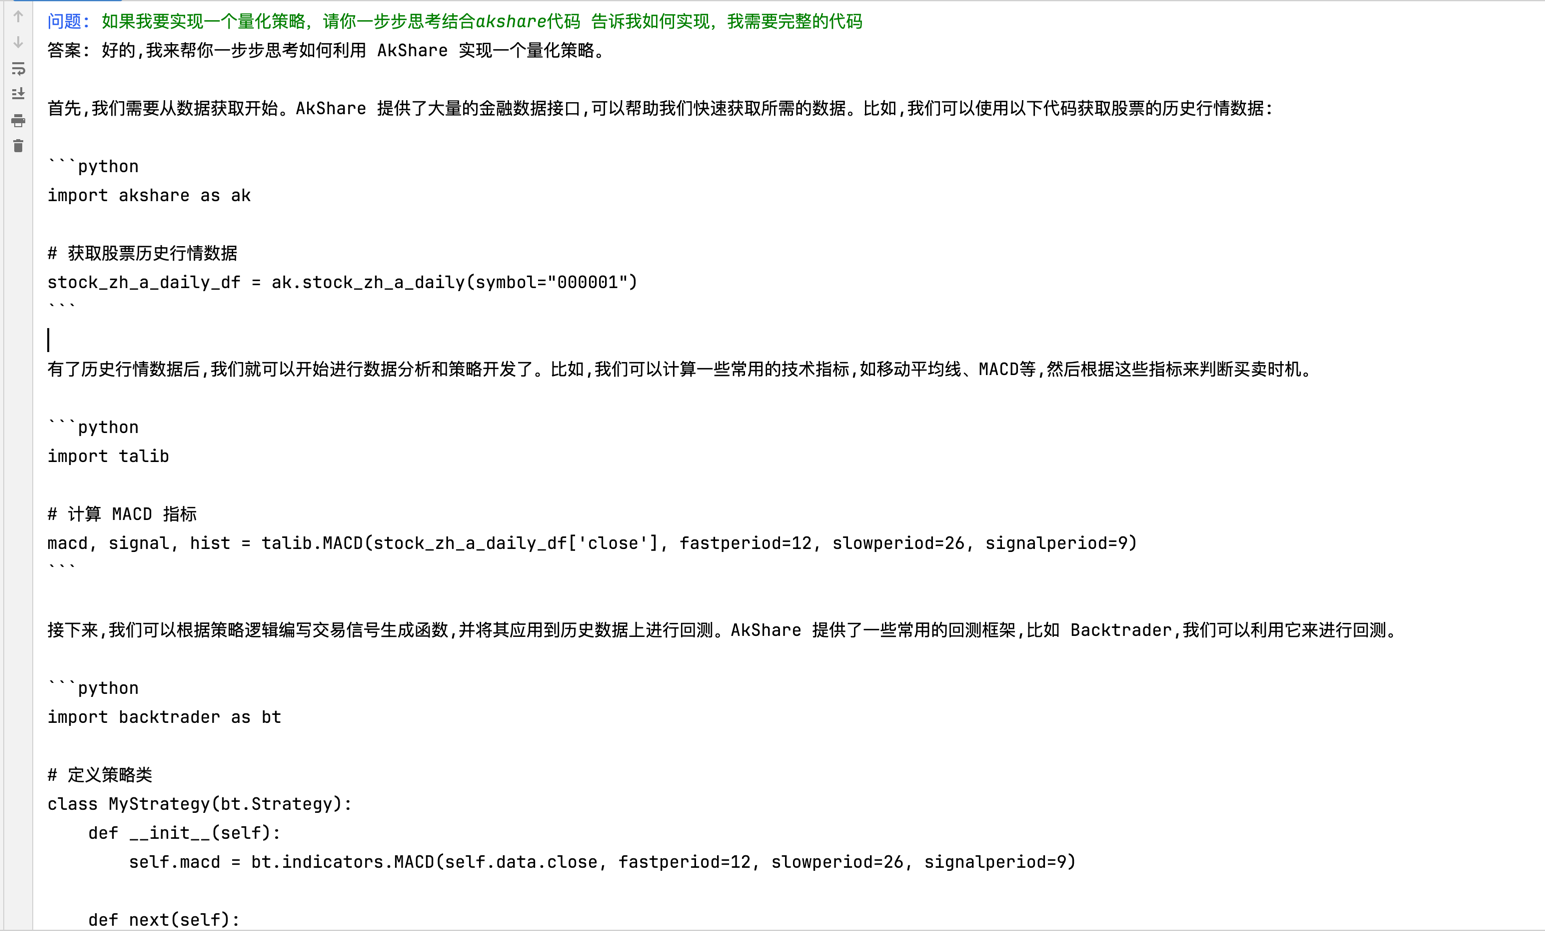 问题: 如果我要实现一个量化策略，请你一步步思考结合akshare代码 告诉我如何实现，我需要完整的代码
答案: 好的,我来帮你一步步思考如何利用 AkShare 实现一个量化策略。
首先,我们需要从数据获取开始。AkShare 提供了大量的金融数据接口,可以帮助我们快速获取所需的数据。比如,我们可以使用以下代码获取股票的历史行情数据:
```python
import akshare as ak
# 获取股票历史行情数据
stock_zh_a_daily_df = ak.stock_zh_a_daily(symbol="000001")
```
有了历史行情数据后,我们就可以开始进行数据分析和策略开发了。比如,我们可以计算一些常用的技术指标,如移动平均线、MACD等,然后根据这些指标来判断买卖时机。
```python
import talib
# 计算 MACD 指标
macd, signal, hist = talib.MACD(stock_zh_a_daily_df['close'], fastperiod=12, slowperiod=26, signalperiod=9)
```
接下来,我们可以根据策略逻辑编写交易信号生成函数,并将其应用到历史数据上进行回测。AkShare 提供了一些常用的回测框架,比如 Backtrader,我们可以利用它来进行回测。
```python
import backtrader as bt
# 定义策略类
class MyStrategy(bt.Strategy):
    def __init__(self):
        self.macd = bt.indicators.MACD(self.data.close, fastperiod=12, slowperiod=26, signalperiod=9)
    def next(self):